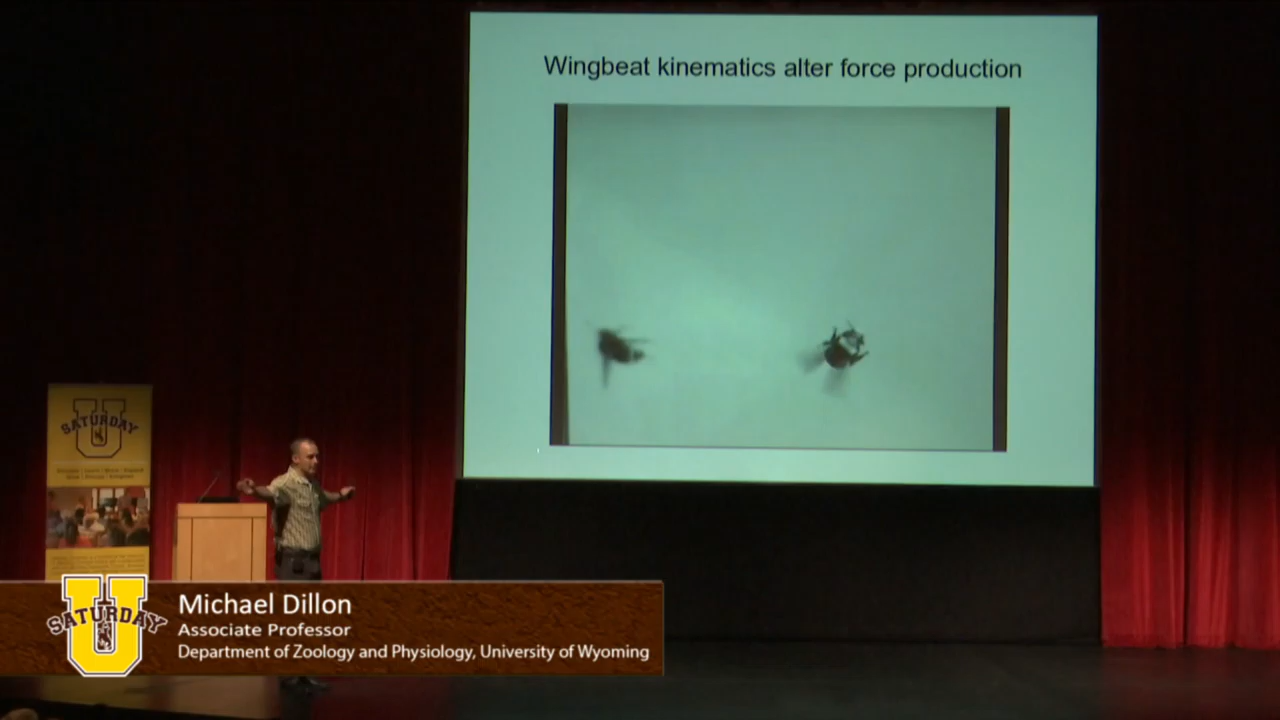 Wingbeat kinematics alter force production
U
SATURDAY
U
SATURDAY
Michael Dillon
Associate Professor
Department of Zoology and Physiology, University of Wyoming